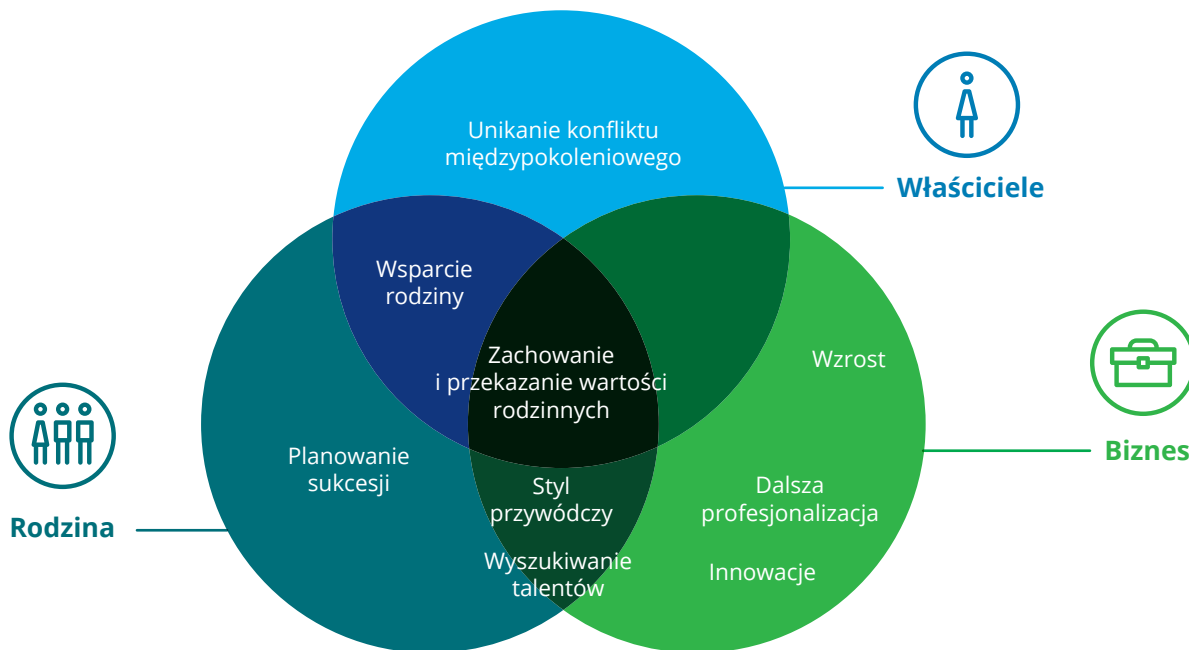 Unikanie konfliktu
międzypokoleniowego
Właściciele
Wsparcie
rodziny
Zachowanie
i przekazanie wartości
rodzinnych
Wzrost
Biznes
Planowanie
sukcesji
Rodzina
Styl
przywódczy
Dalsza
profesjonalizacja
Wyszukiwanie
talentów
Innowacje